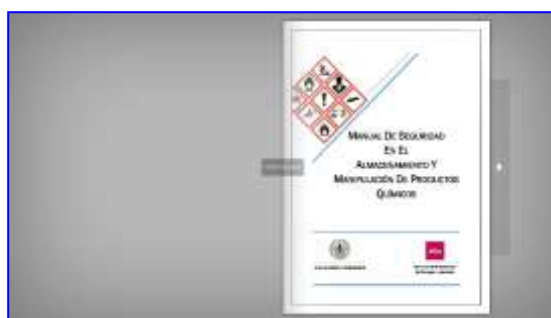 MANUAL DE SEGURIDAD
EN EL
ALMACENAMIENTO Y
MANIPULACIÓN DE PRODUCTOS
QUÍMICOS